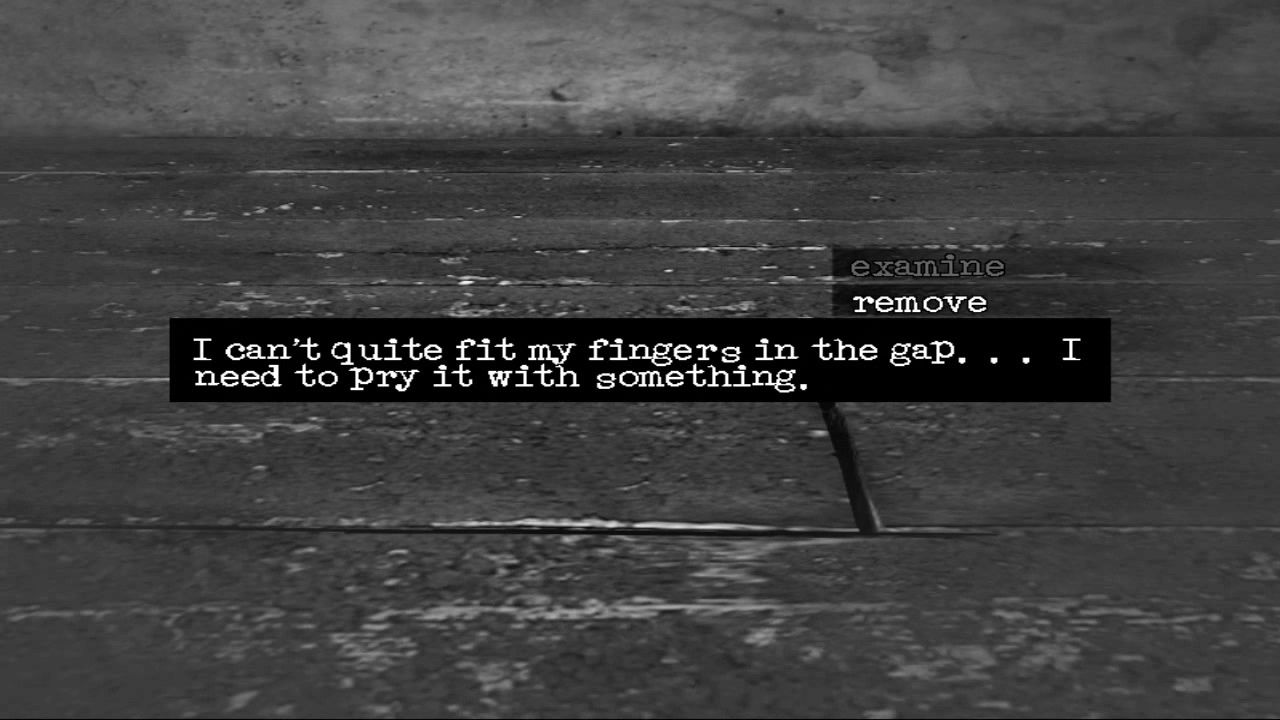 examine
remove
I can't quite fit my fingers in the gap. . . I
need to pry it with something.